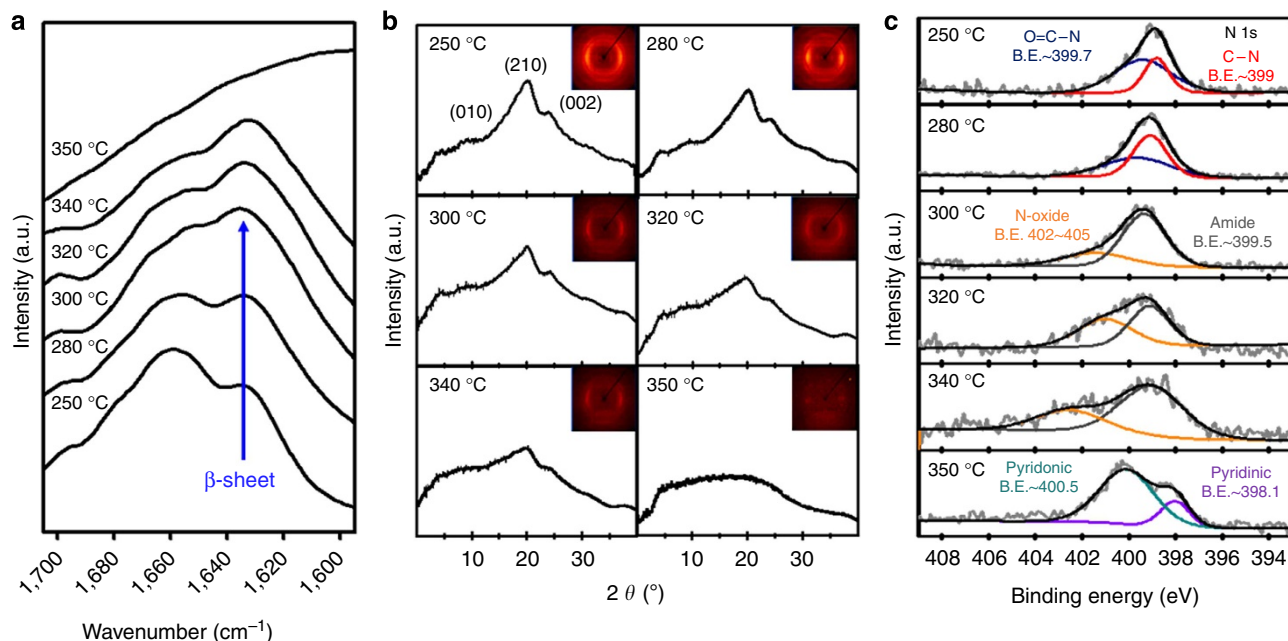 a
350 °C
340 °C
320 °C
300 °C
280 °C
250 °C
β-sheet
Intensity (a.u.)
1,700
1,680
1,660
1,640
1,620
1,600
Wavenumber (cm⁻¹)
b
250 °C
(010)
(210)
(002)
280 °C
300 °C
320 °C
340 °C
350 °C
Intensity (a.u.)
10 20 30 10 20 30
2 θ (°)
c
250 °C
O=C–N
B.E.~399.7
N 1s
C–N
B.E.~399
280 °C
300 °C
N-oxide
B.E. 402~405
Amide
B.E.~399.5
320 °C
340 °C
350 °C
Pyridonic
B.E.~400.5
Pyridinic
B.E.~398.1
Intensity (a.u.)
408 406 404 402 400 398 396 394
Binding energy (eV)